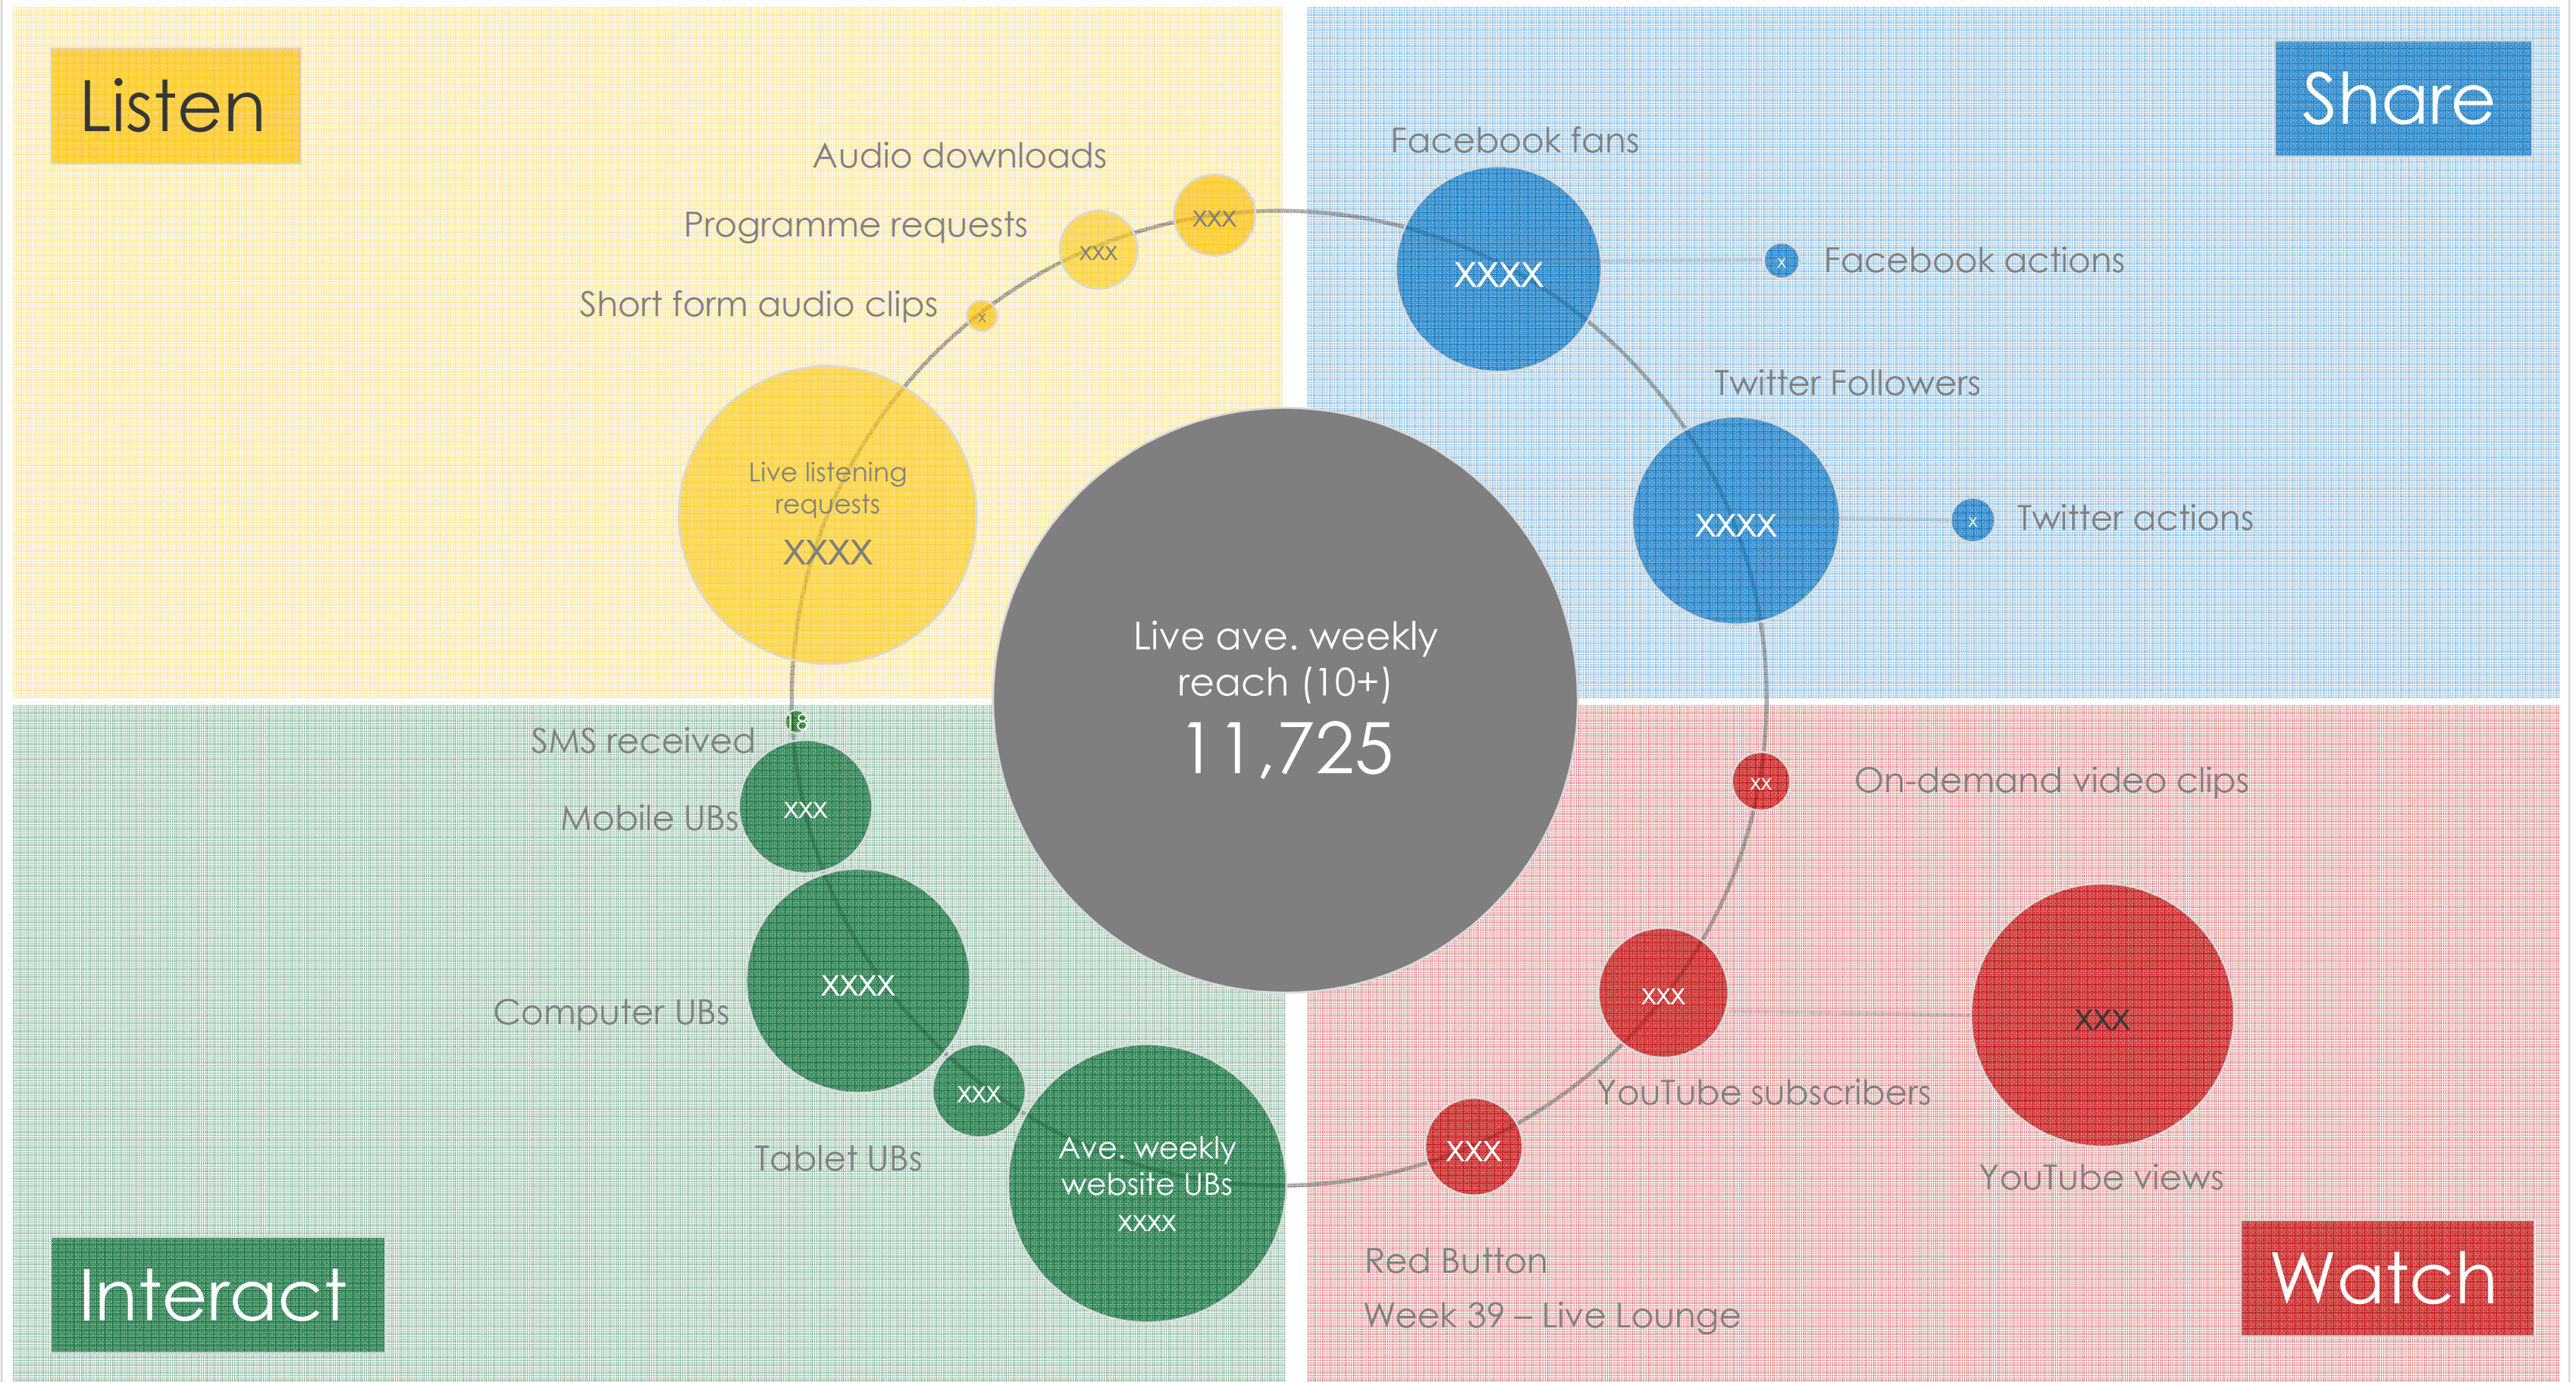 Listen
Audio downloads
xxx
Programme requests
xxx
Short form audio clips
x
Live listening
requests
xxxx
Share
Facebook fans
xxxx
x
Facebook actions
Twitter Followers
xxxx
x
Twitter actions
Live ave. weekly
reach (10+)
11,725
SMS received
Mobile UBs
xxx
Computer UBs
xxxx
Tablet UBs
xxx
Ave. weekly
website UBs
xxxx
Interact
xx
On-demand video clips
xxx
YouTube subscribers
xxx
YouTube views
xxx
Red Button
Week 39 – Live Lounge
Watch